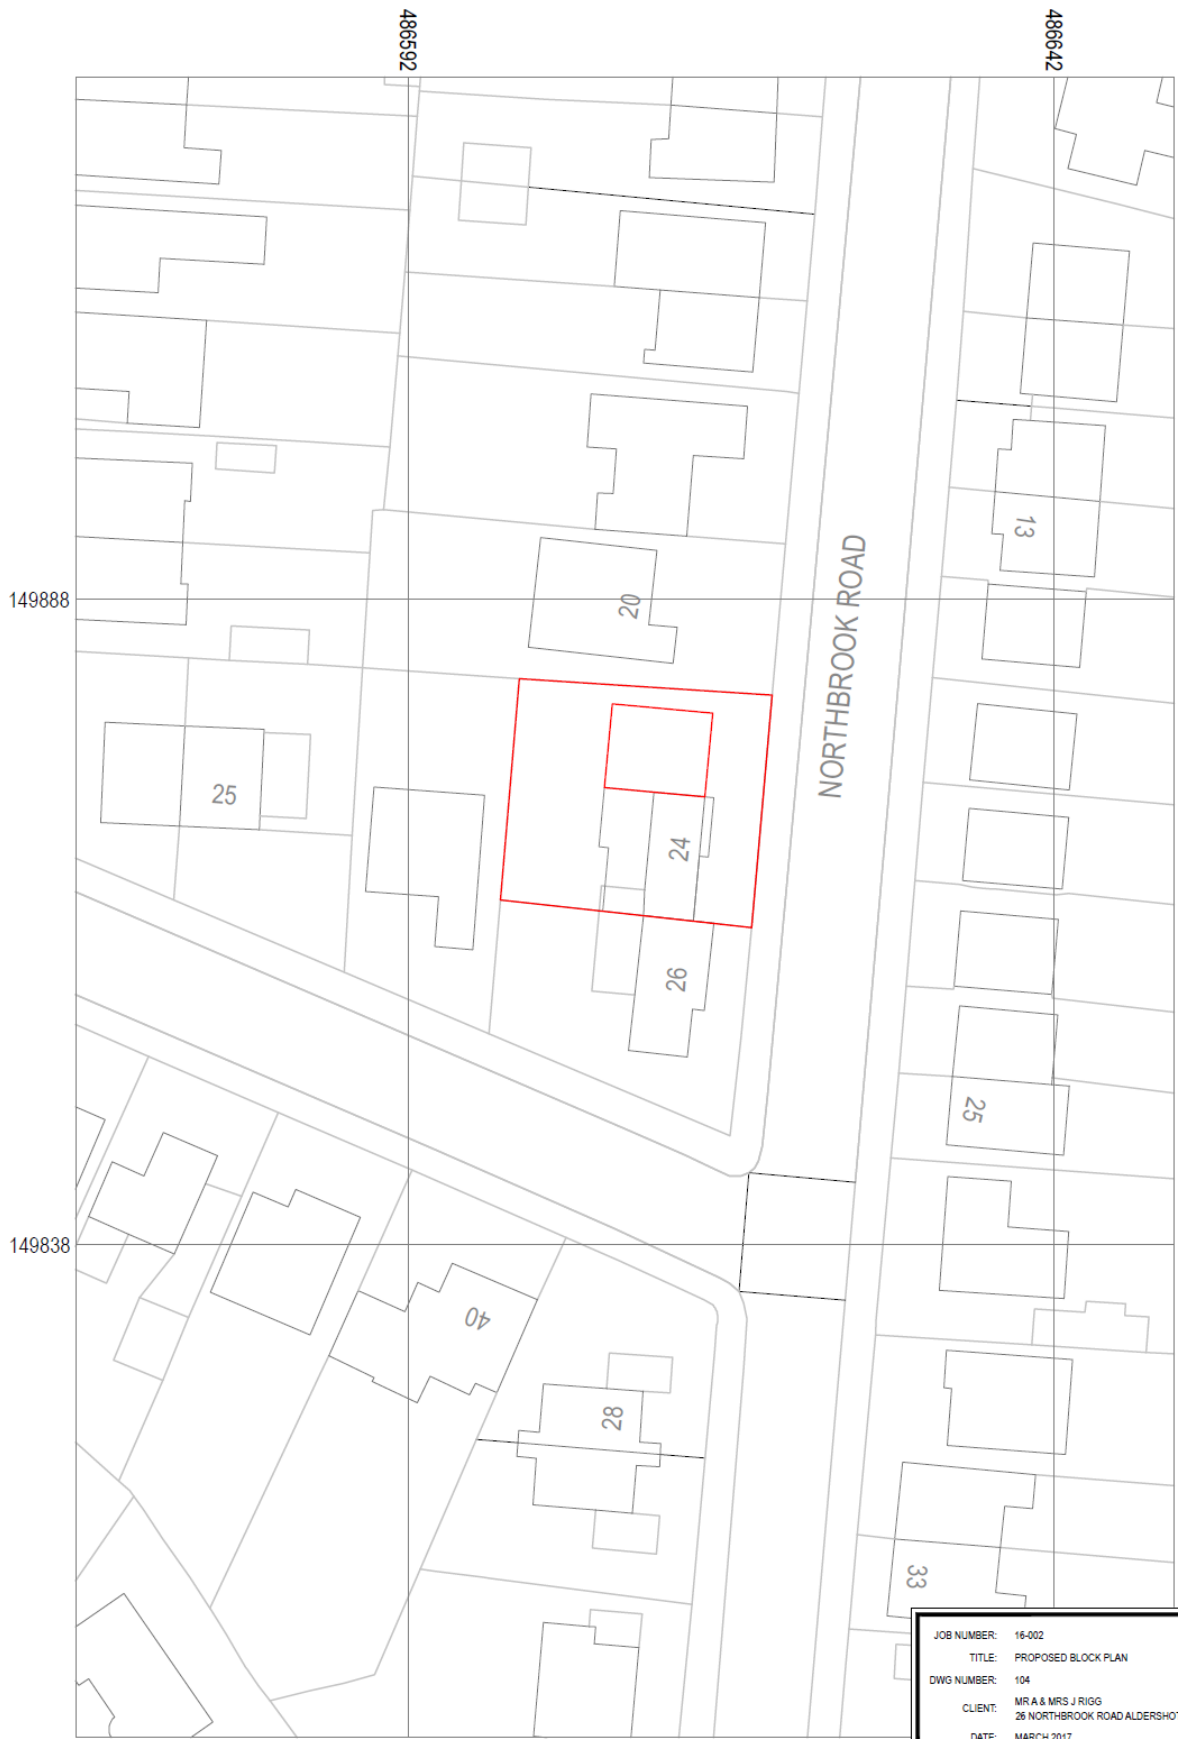 486592
486642
13
149888
20
NORTHBROOK ROAD
25
24
26
25
149838
40
28
33
JOB NUMBER: 16-002
TITLE: PROPOSED BLOCK PLAN
DWG NUMBER: 104
CLIENT: MR A & MRS J RIGG
26 NORTHBROOK ROAD ALDERSHOT
DATE: MARCH 2017